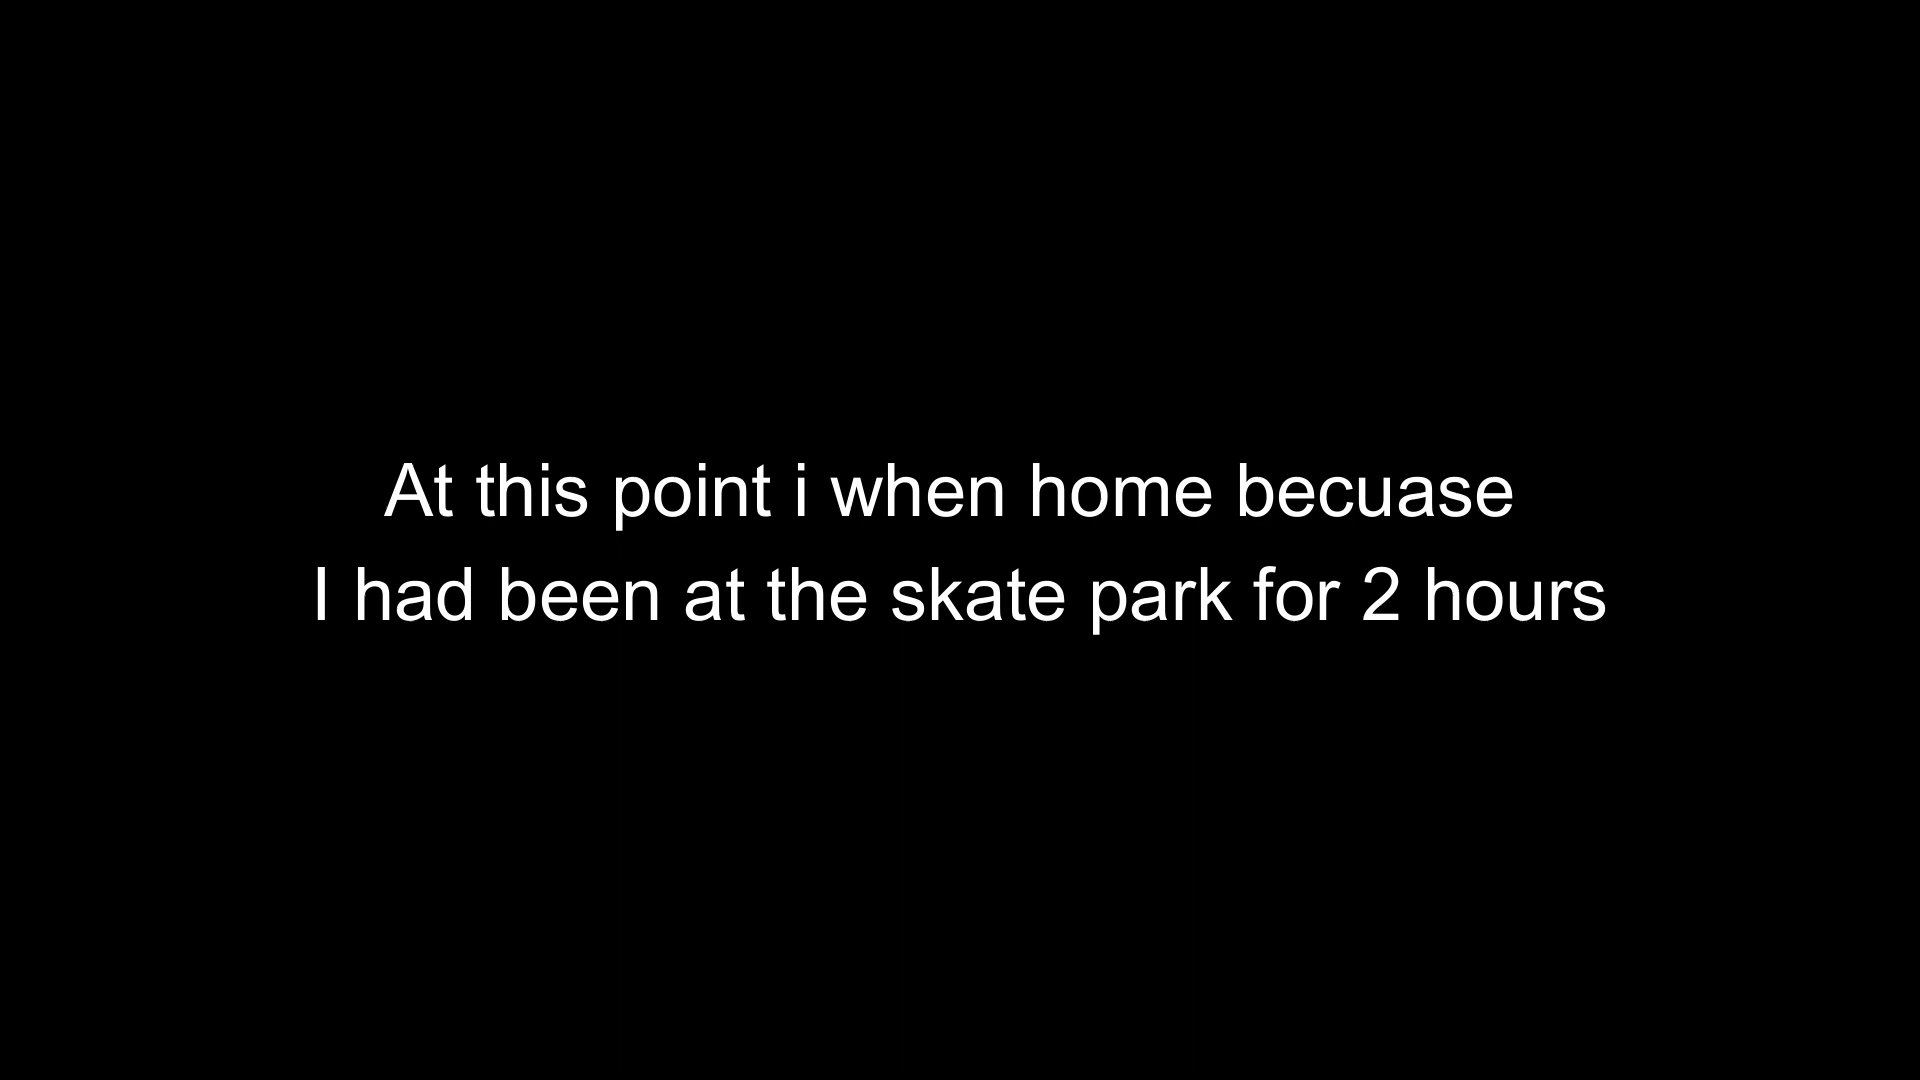 At this point i when home becuase
I had been at the skate park for 2 hours